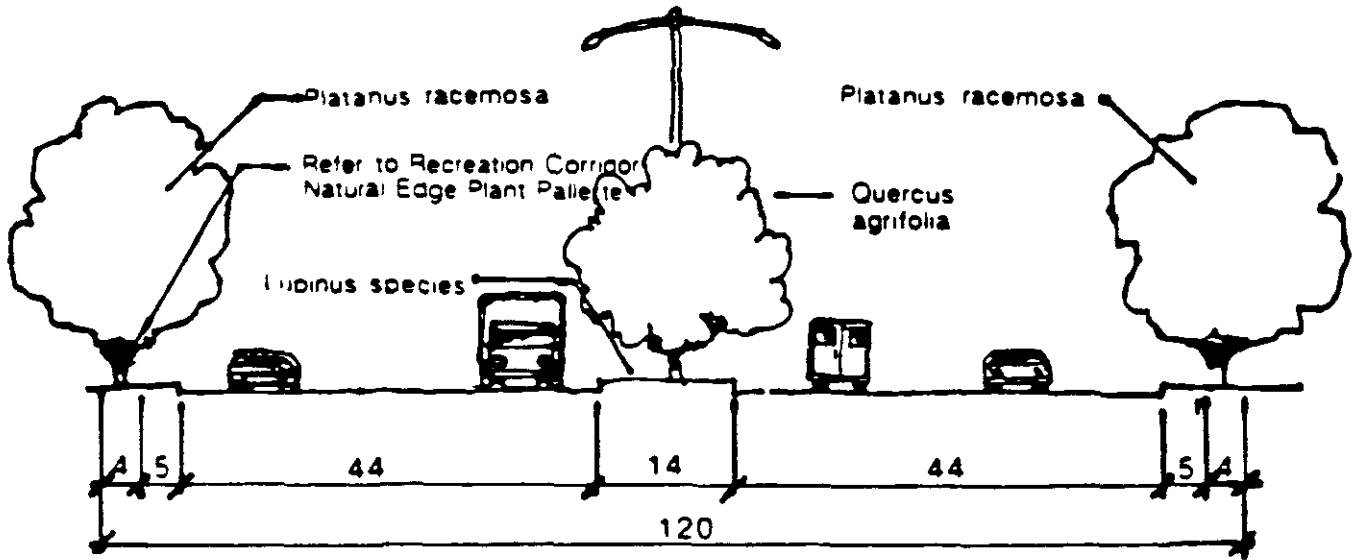 Platanus racemosa
Platanus racemosa
Refer to Recreation Corridor
Natural Edge Plant Pallette
Quercus
agrifolia
Lupinus species
4 5 44 14 44 5 4
120